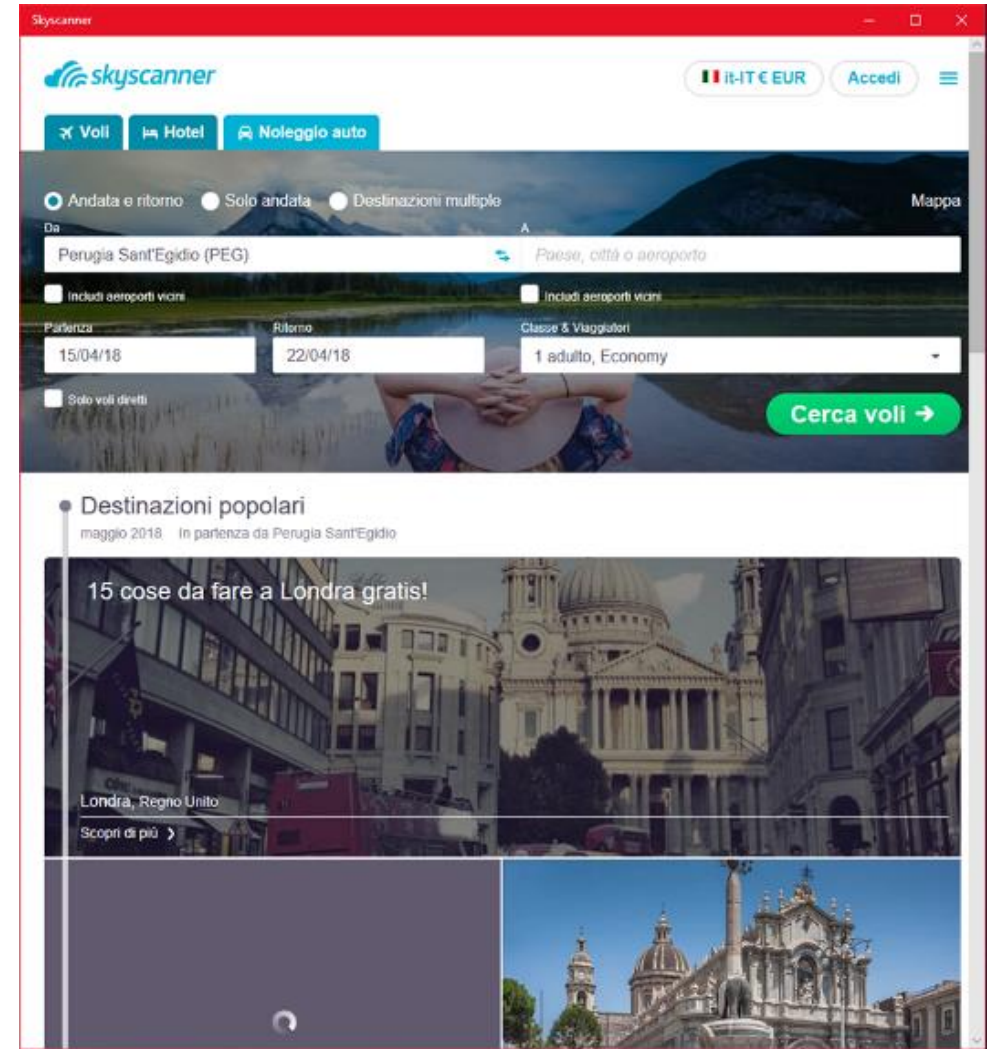 Skyscanner
skyscanner
it-IT € EUR
Accedi
Voli
Hotel
Noleggio auto
Andata e ritorno
Solo andata
Destinazioni multiple
Mappa
Da
A
Perugia Sant'Egidio (PEG)
Paese, città o aeroporto
Includi aeroporti vicini
Includi aeroporti vicini
Partenza
Ritorno
Classe & Viaggiatori
15/04/18
22/04/18
1 adulto, Economy
Solo voli diretti
Cerca voli →
Destinazioni popolari
maggio 2018 In partenza da Perugia Sant'Egidio
15 cose da fare a Londra gratis!
Londra, Regno Unito
Scopri di più